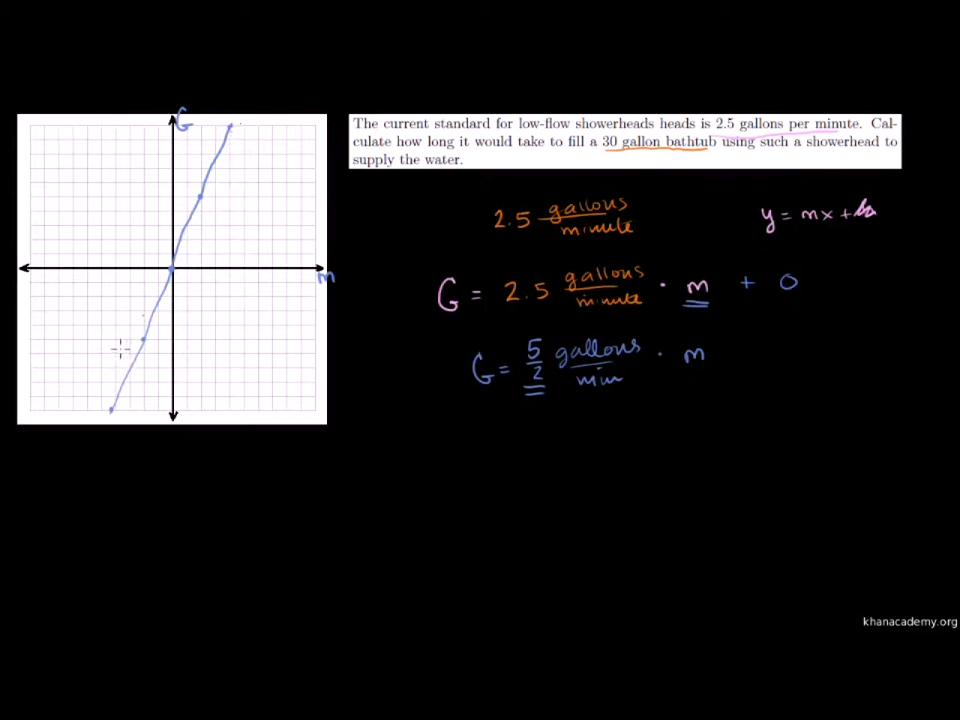 G
m
The current standard for low-flow showerheads heads is 2.5 gallons per minute. Cal-
culate how long it would take to fill a 30 gallon bathtub using such a showerhead to
supply the water.
2.5 gallons/minute
y = mx +
G = 2.5 gallons/minute · m + 0
G = 5/2 gallons/min · m
khanacademy.org